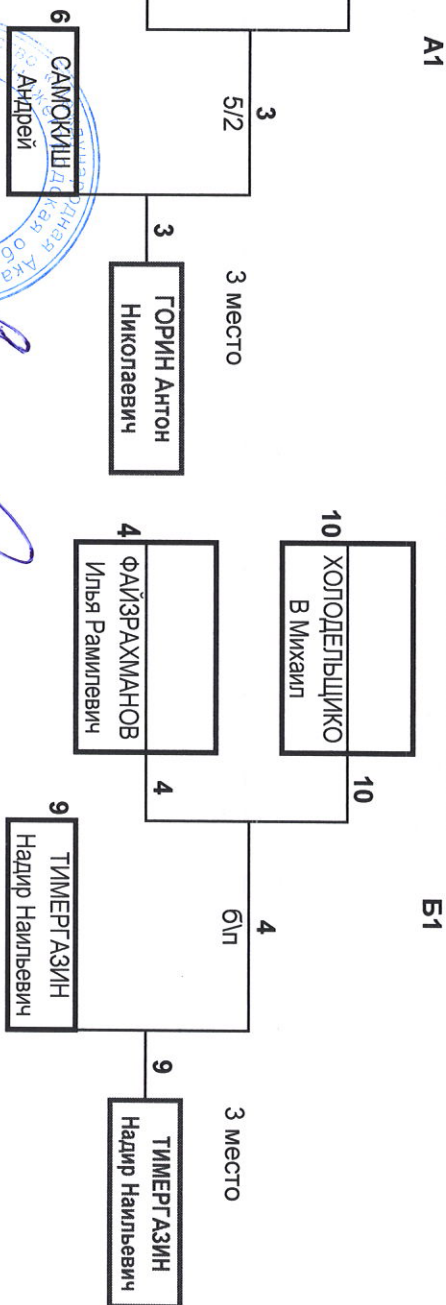 А1
3
5/2
6
САМОКИШ
Андрей
3
3 место
ГОРИН Антон
Николаевич
Б1
10
ХОЛОДЕЛЬЩИКО
В Михаил
10
4
ФАЙЗРАХМАНОВ
Илья Рамилевич
4
4
б\п
9
ТИМЕРГАЗИН
Надир Наильевич
9
3 место
ТИМЕРГАЗИН
Надир Наильевич